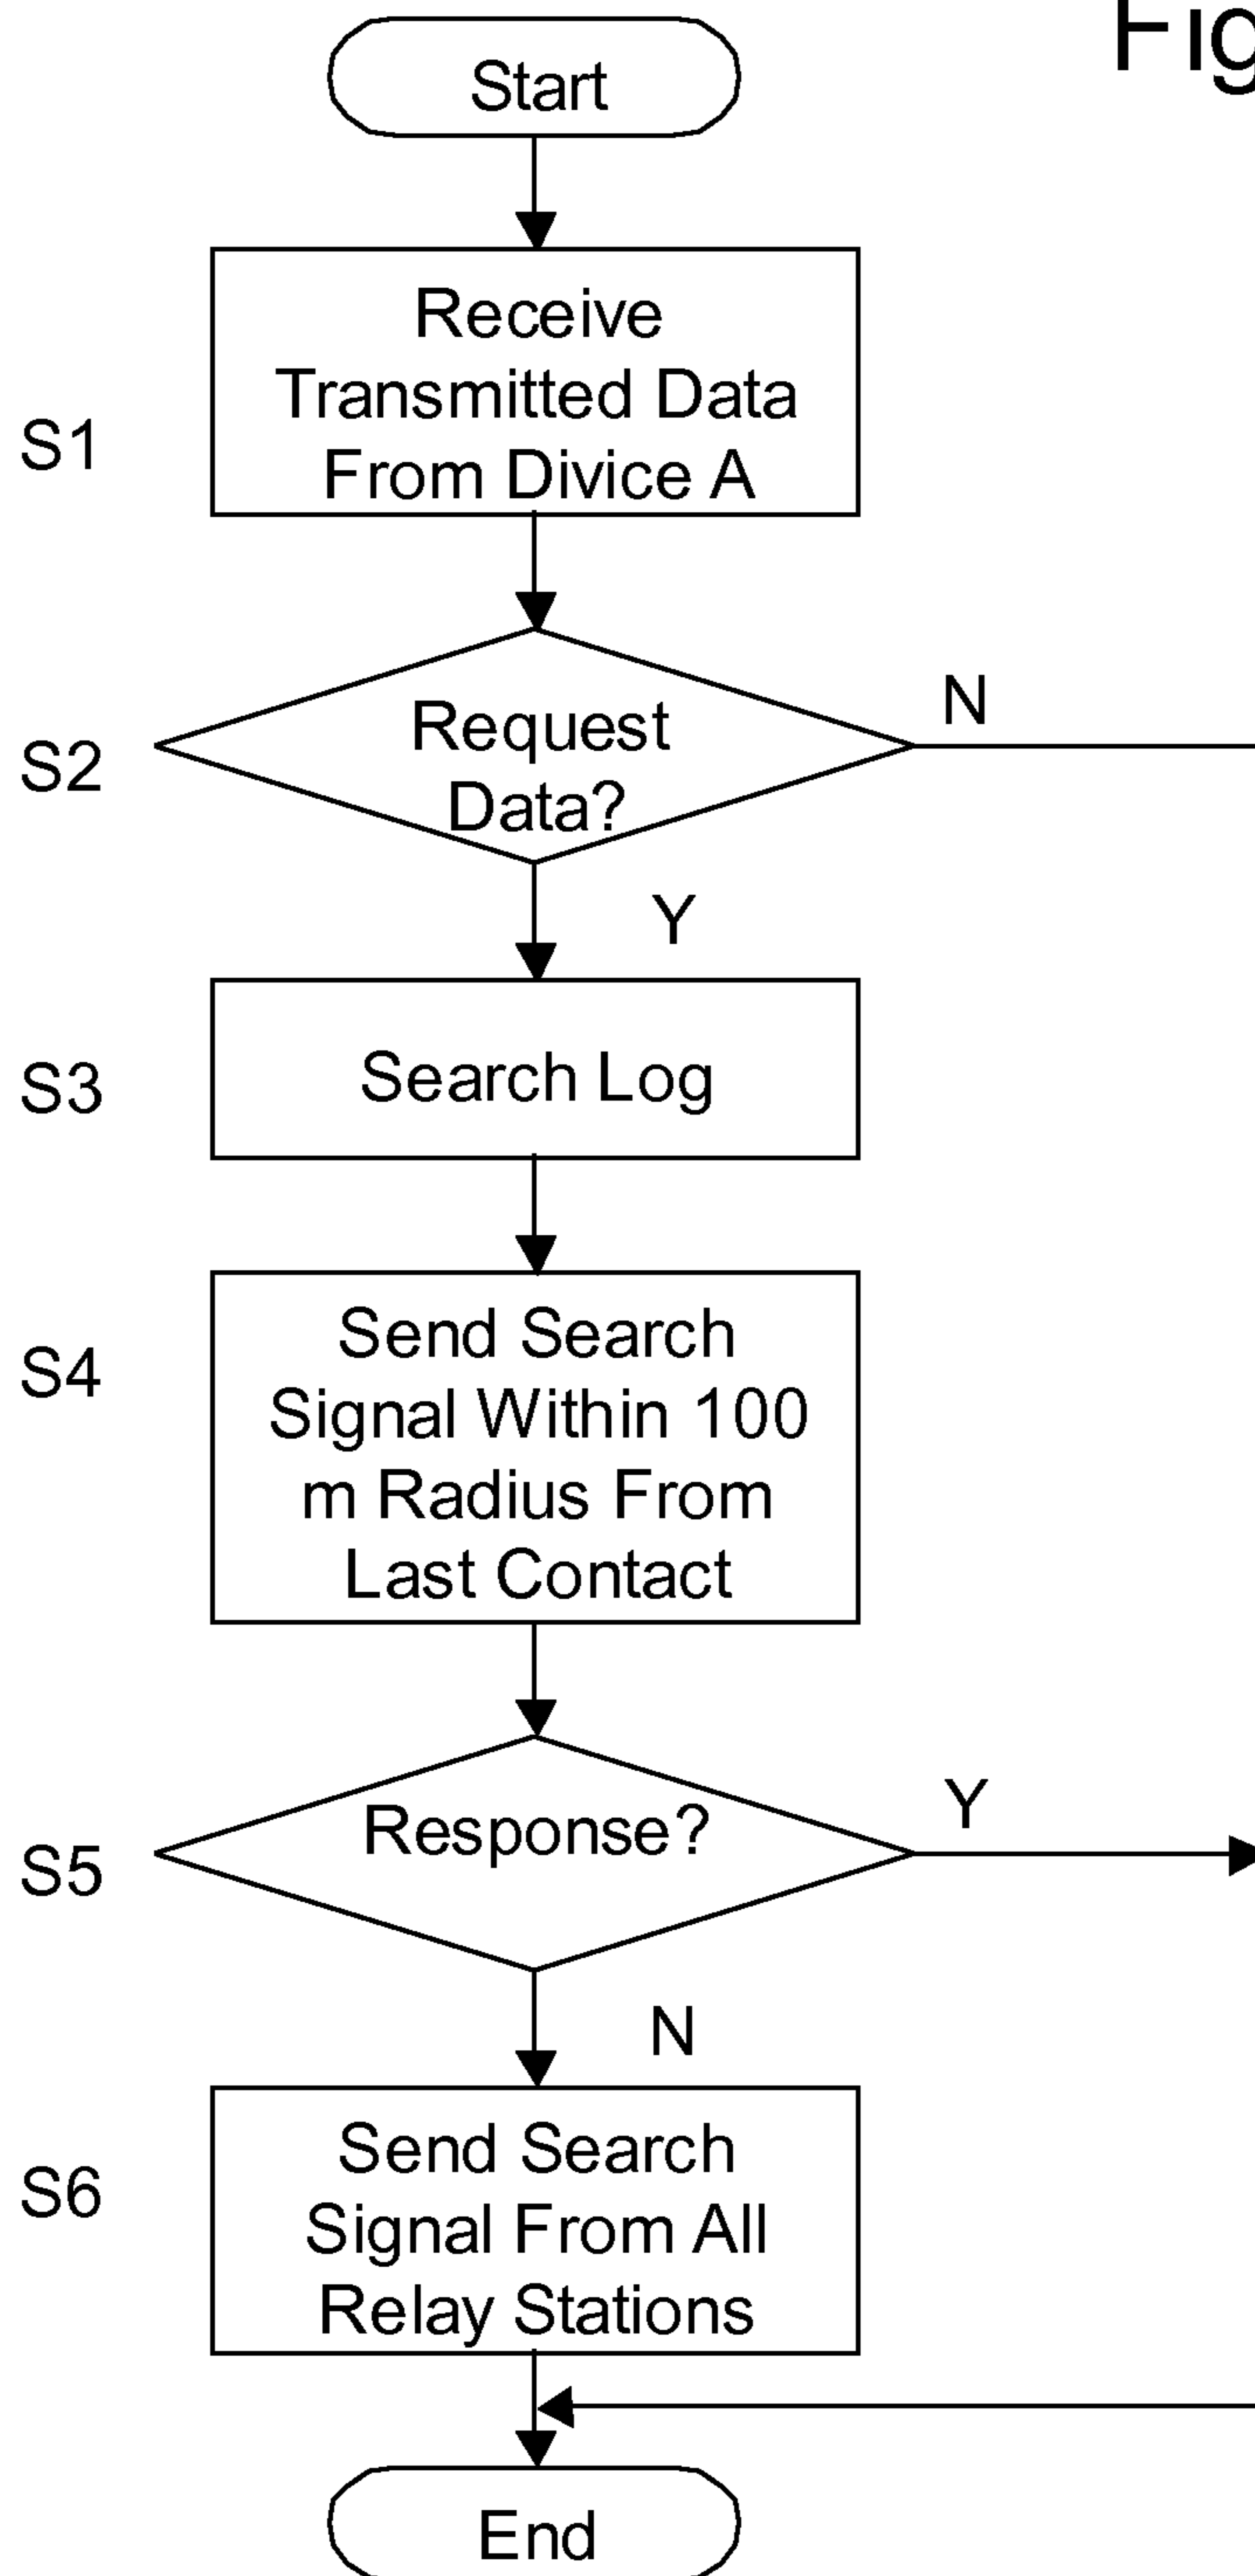 Fig
Start
S1
Receive
Transmitted Data
From Divice A
S2
Request
Data?
N
Y
S3
Search Log
S4
Send Search
Signal Within 100
m Radius From
Last Contact
S5
Response?
Y
N
S6
Send Search
Signal From All
Relay Stations
End